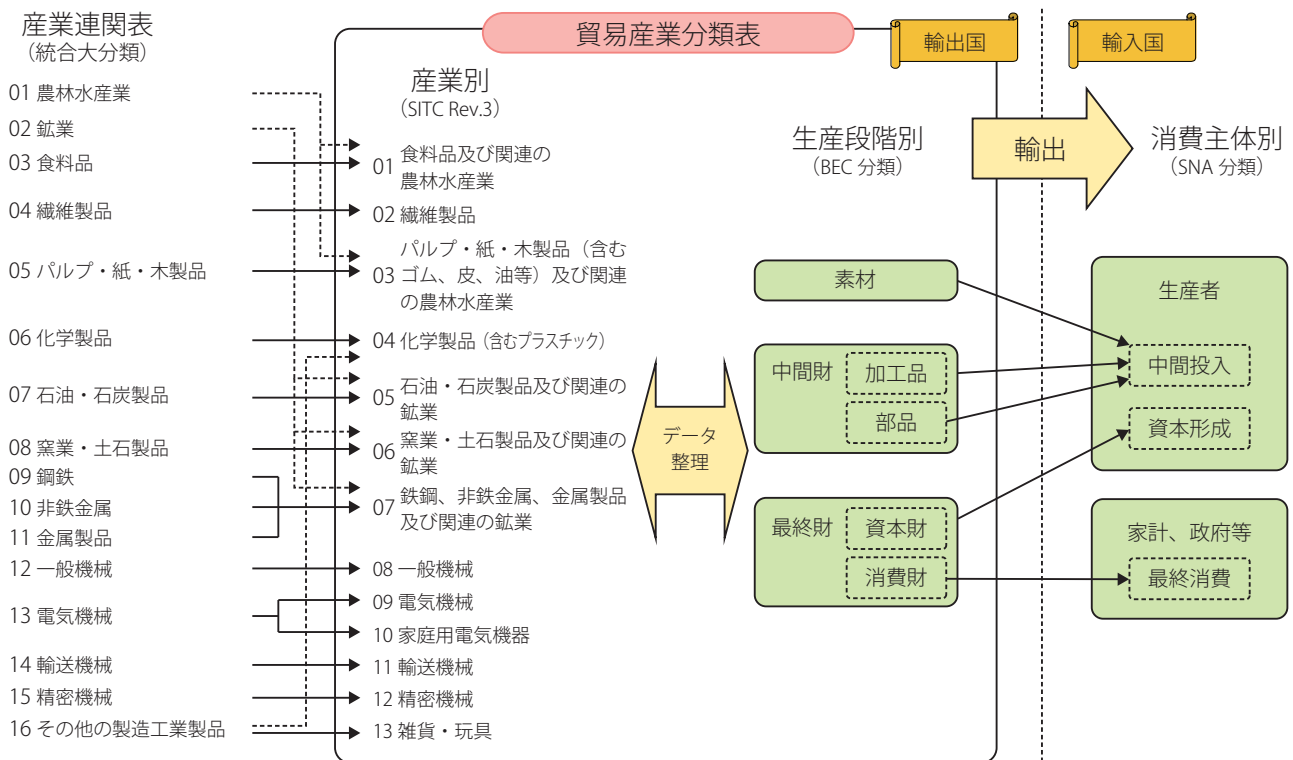 産業連関表
（統合大分類）
01 農林水産業
02 鉱業
03 食料品
04 繊維製品
05 パルプ・紙・木製品
06 化学製品
07 石油・石炭製品
08 窯業・土石製品
09 鋼鉄
10 非鉄金属
11 金属製品
12 一般機械
13 電気機械
14 輸送機械
15 精密機械
16 その他の製造工業製品
貿易産業分類表
産業別
（SITC Rev.3）
01 食料品及び関連の
農林水産業
02 繊維製品
パルプ・紙・木製品（含む
03 ゴム、皮、油等）及び関連
の農林水産業
04 化学製品（含むプラスチック）
05 石油・石炭製品及び関連の
鉱業
06 窯業・土石製品及び関連の
鉱業
07 鉄鋼、非鉄金属、金属製品
及び関連の鉱業
08 一般機械
09 電気機械
10 家庭用電気機器
11 輸送機械
12 精密機械
13 雑貨・玩具
データ
整理
輸出国
生産段階別
（BEC 分類）
素材
中間財
加工品
部品
最終財
資本財
消費財
輸出
輸入国
消費主体別
（SNA 分類）
生産者
中間投入
資本形成
家計、政府等
最終消費